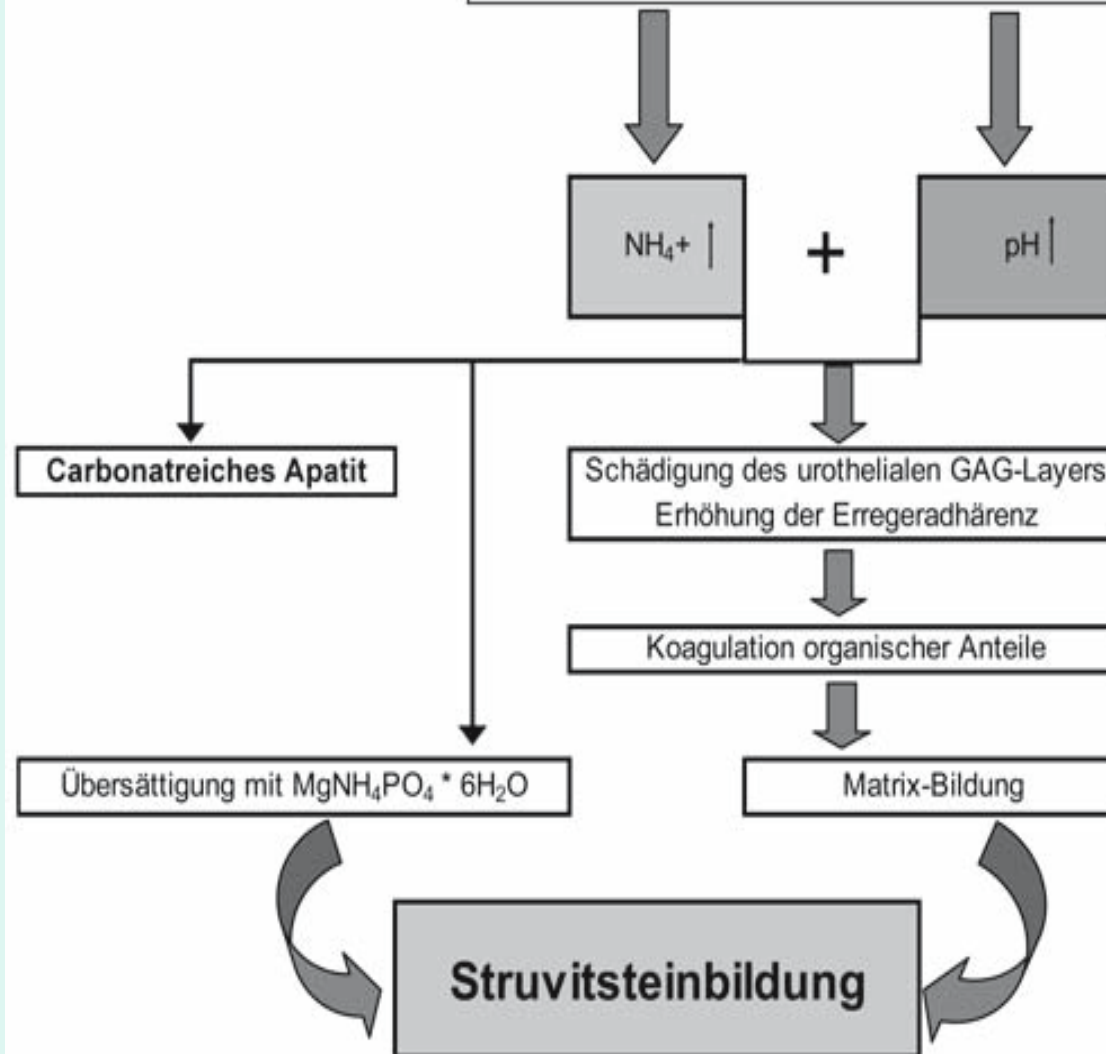 NH₄+ ↑
+
pH ↑
Carbonatreiches Apatit
Schädigung des urothelialen GAG-Layers
Erhöhung der Erregeradhärenz
Koagulation organischer Anteile
Übersättigung mit MgNH₄PO₄ * 6H₂O
Matrix-Bildung
Struvitsteinbildung